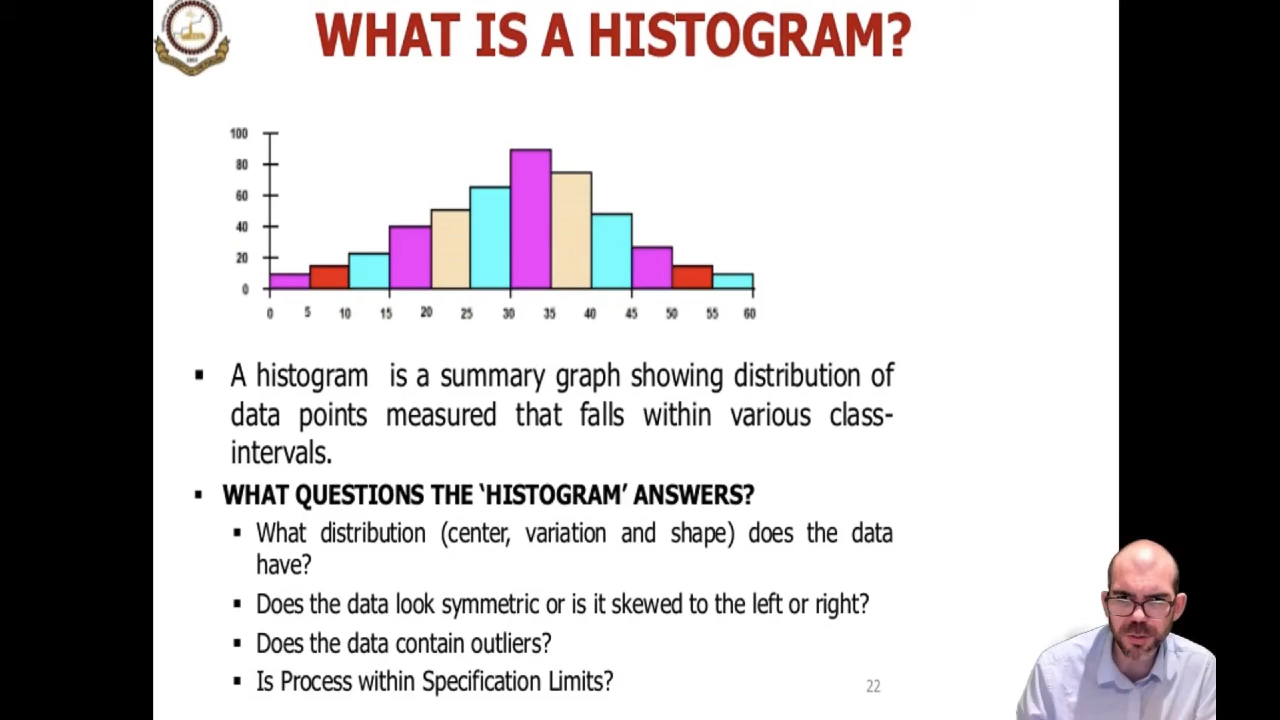 WHAT IS A HISTOGRAM?
100
80
60
40
20
0
0 5 10 15 20 25 30 35 40 45 50 55 60
▪ A histogram is a summary graph showing distribution of
data points measured that falls within various class-
intervals.
▪ WHAT QUESTIONS THE ‘HISTOGRAM’ ANSWERS?
▪ What distribution (center, variation and shape) does the data
have?
▪ Does the data look symmetric or is it skewed to the left or right?
▪ Does the data contain outliers?
▪ Is Process within Specification Limits?
22